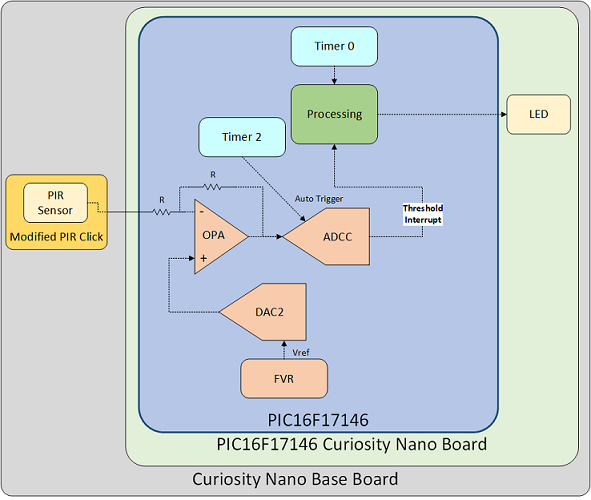 Timer 0
Processing
LED
Timer 2
R
R
PIR
Sensor
Modified PIR Click
Auto Trigger
Threshold
Interrupt
-
OPA
+
ADCC
DAC2
Vref
FVR
PIC16F17146
PIC16F17146 Curiosity Nano Board
Curiosity Nano Base Board